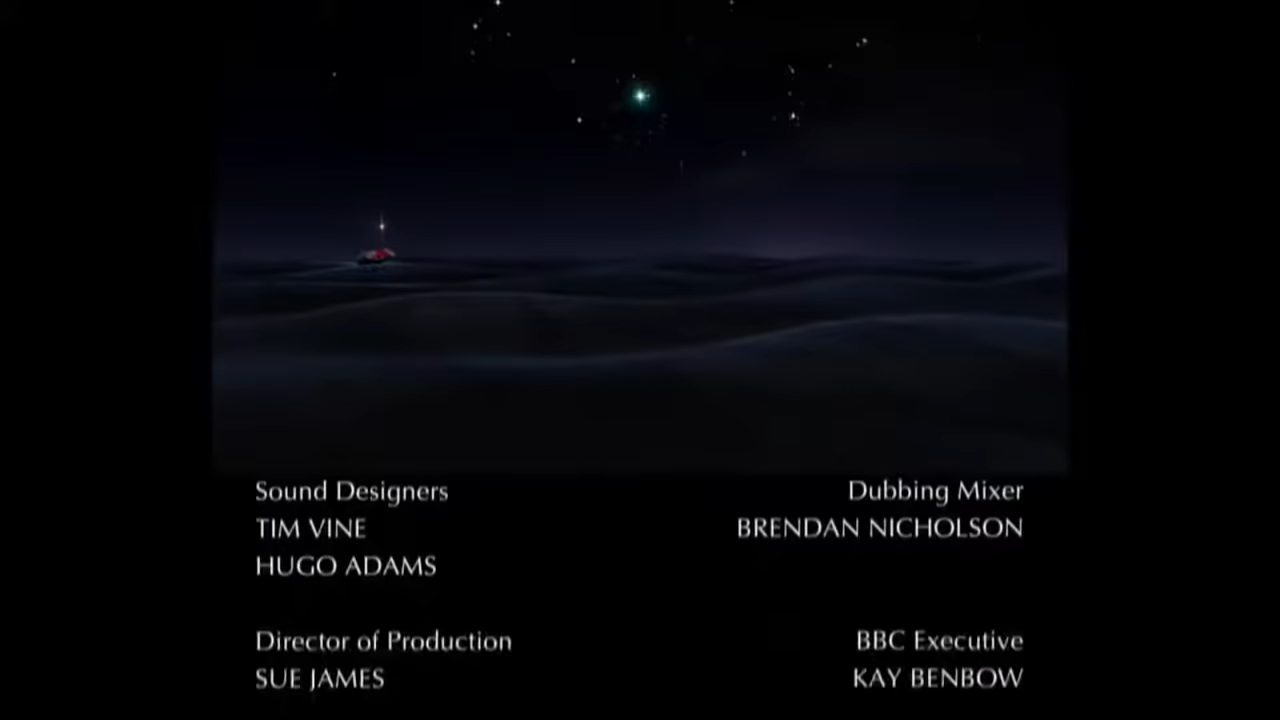 Sound Designers
TIM VINE
HUGO ADAMS
Dubbing Mixer
BRENDAN NICHOLSON
Director of Production
SUE JAMES
BBC Executive
KAY BENBOW